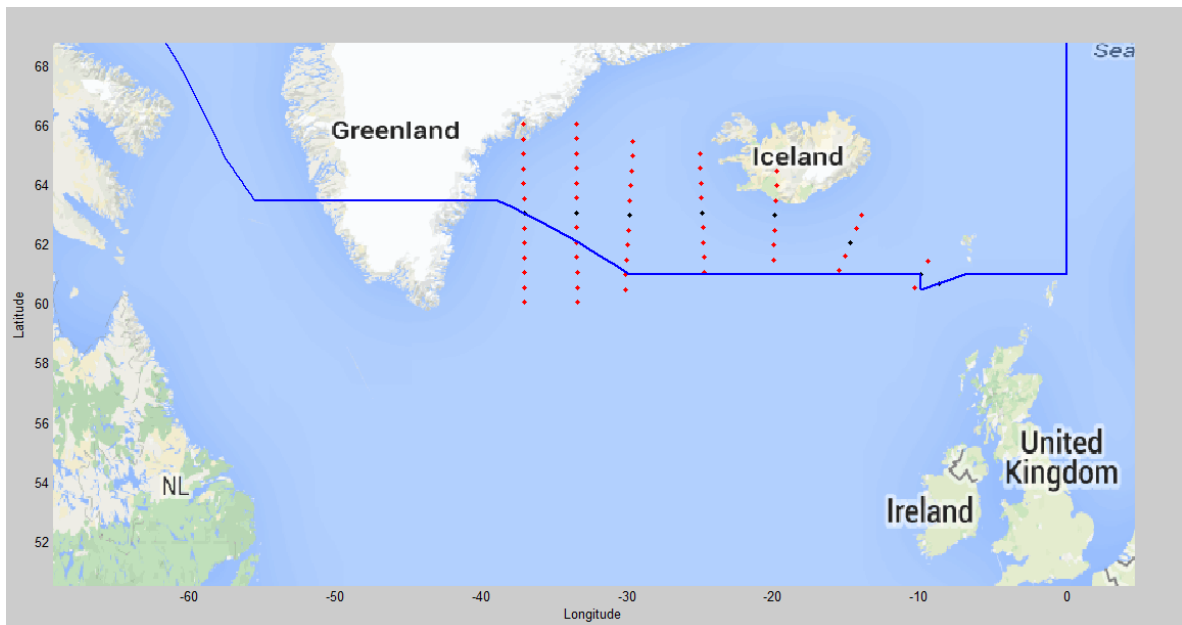 Sea
68
66
64
62
60
58
56
54
52
Latitude
Greenland
Iceland
NL
United
Kingdom
Ireland
-60
-50
-40
-30
-20
-10
0
Longitude